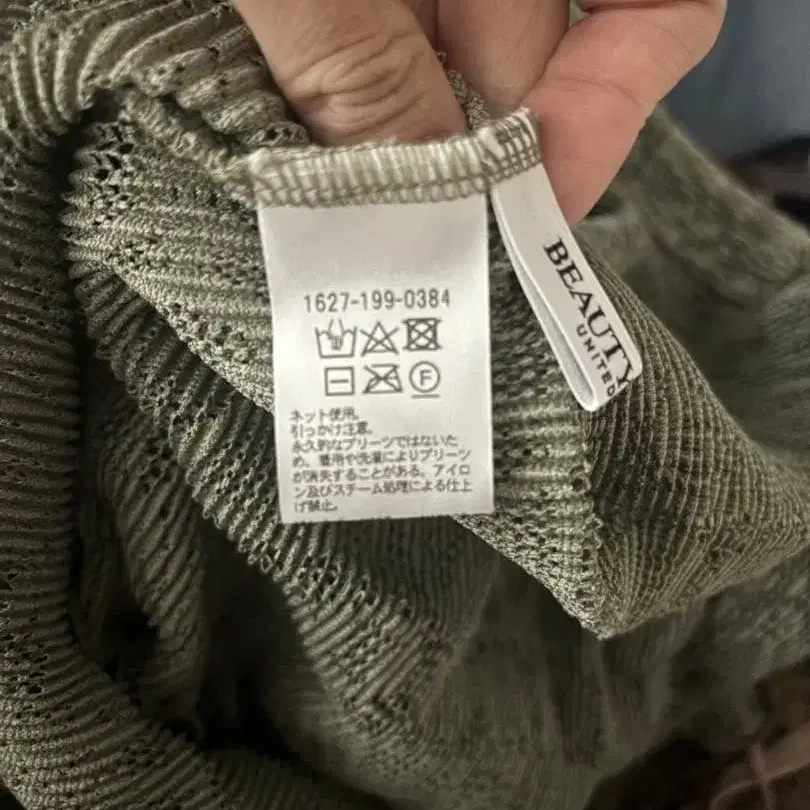 1627-199-0384
F
ネット使用。
引っかけ注意。
永久的なプリーツではないた
め、着用や洗濯によりプリーツ
が消失することがある。アイロ
ン及びスチーム処理による仕上
げ禁止。
BEAUTY
UNITED